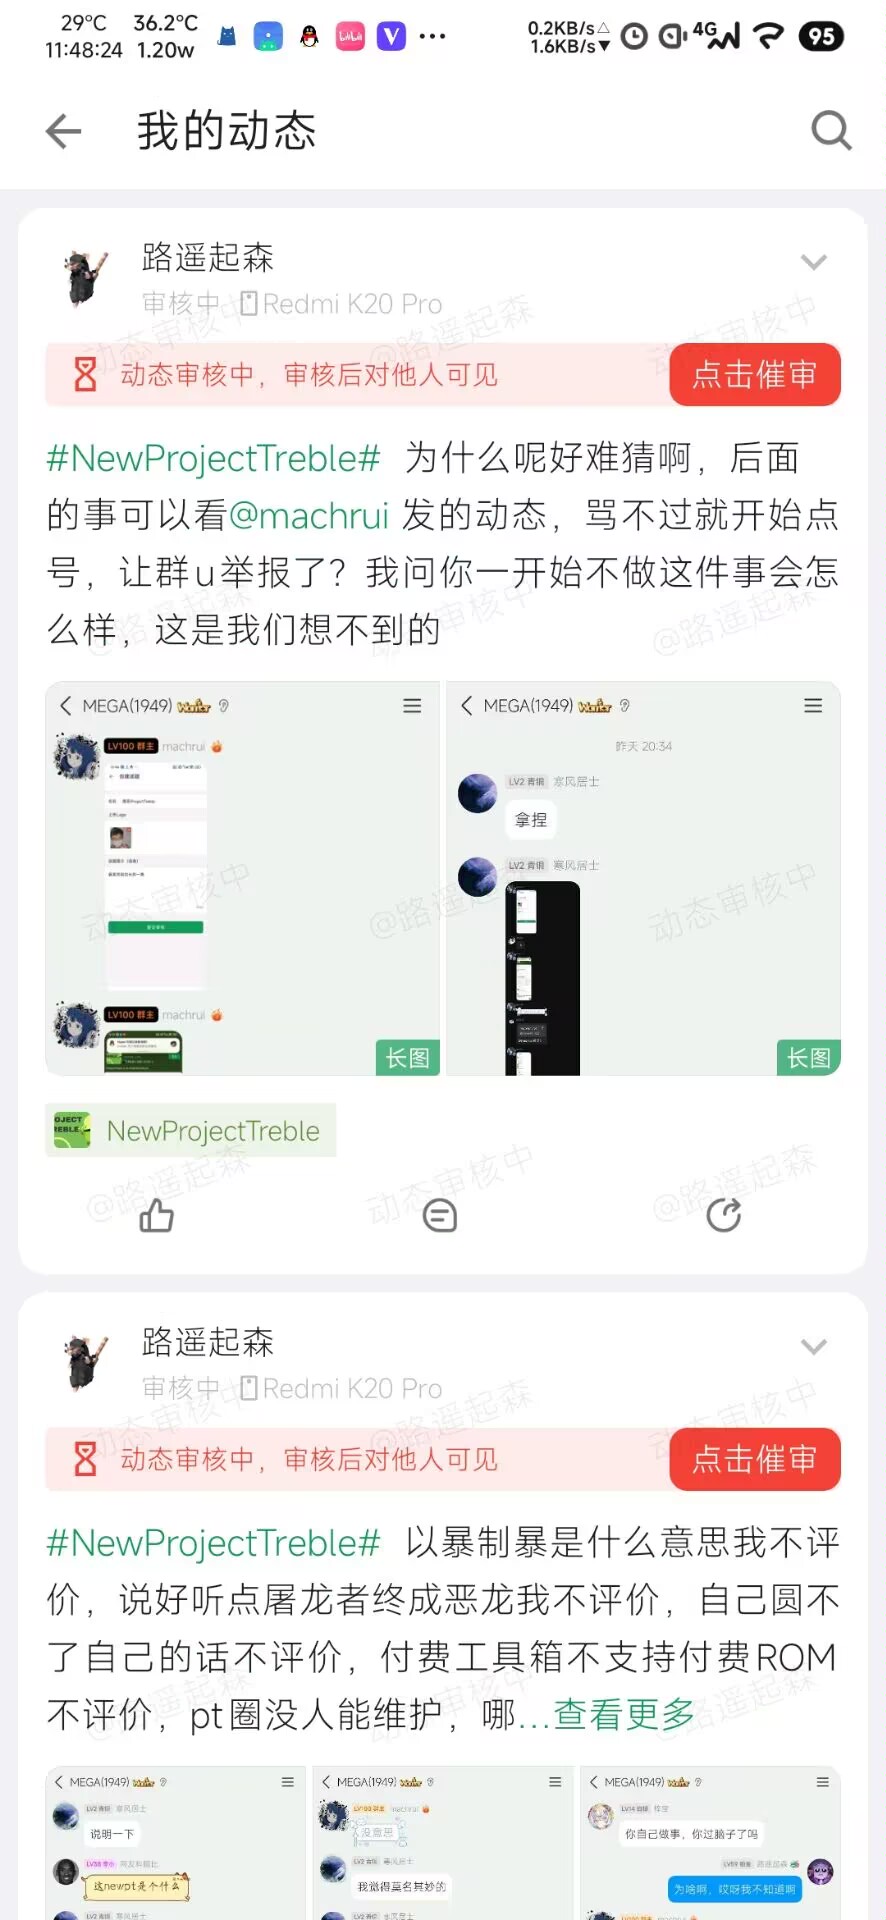 29°C 36.2°C
11:48:24 1.20w
0.2KB/s
1.6KB/s
4G
95
我的动态
路遥起森
审核中 Redmi K20 Pro
动态审核中，审核后对他人可见
点击催审
#NewProjectTreble# 为什么呢好难猜啊，后面
的事可以看@machrui 发的动态，骂不过就开始点
号，让群u举报了？我问你一开始不做这件事会怎
么样，这是我们想不到的
MEGA(1949)
LV100 群主 machrui
LV100 群主 machrui
长图
MEGA(1949)
昨天 20:34
LV2 青铜 寒风居士
拿捏
LV2 青铜 寒风居士
长图
NewProjectTreble
动态审核中
@路遥起森
路遥起森
审核中 Redmi K20 Pro
动态审核中，审核后对他人可见
点击催审
#NewProjectTreble# 以暴制暴是什么意思我不评
价，说好听点屠龙者终成恶龙我不评价，自己圆不
了自己的话不评价，付费工具箱不支持付费ROM
不评价，pt圈没人能维护，哪...查看更多
MEGA(1949)
LV2 青铜 寒风居士
说明一下
这newpt是个什么
MEGA(1949)
LV100 群主 machrui
没意思
LV2 青铜 寒风居士
我觉得莫名其妙的
MEGA(1949)
你自己做事，你过脑子了吗
路遥起森
为啥啊，哎呀我不知道啊